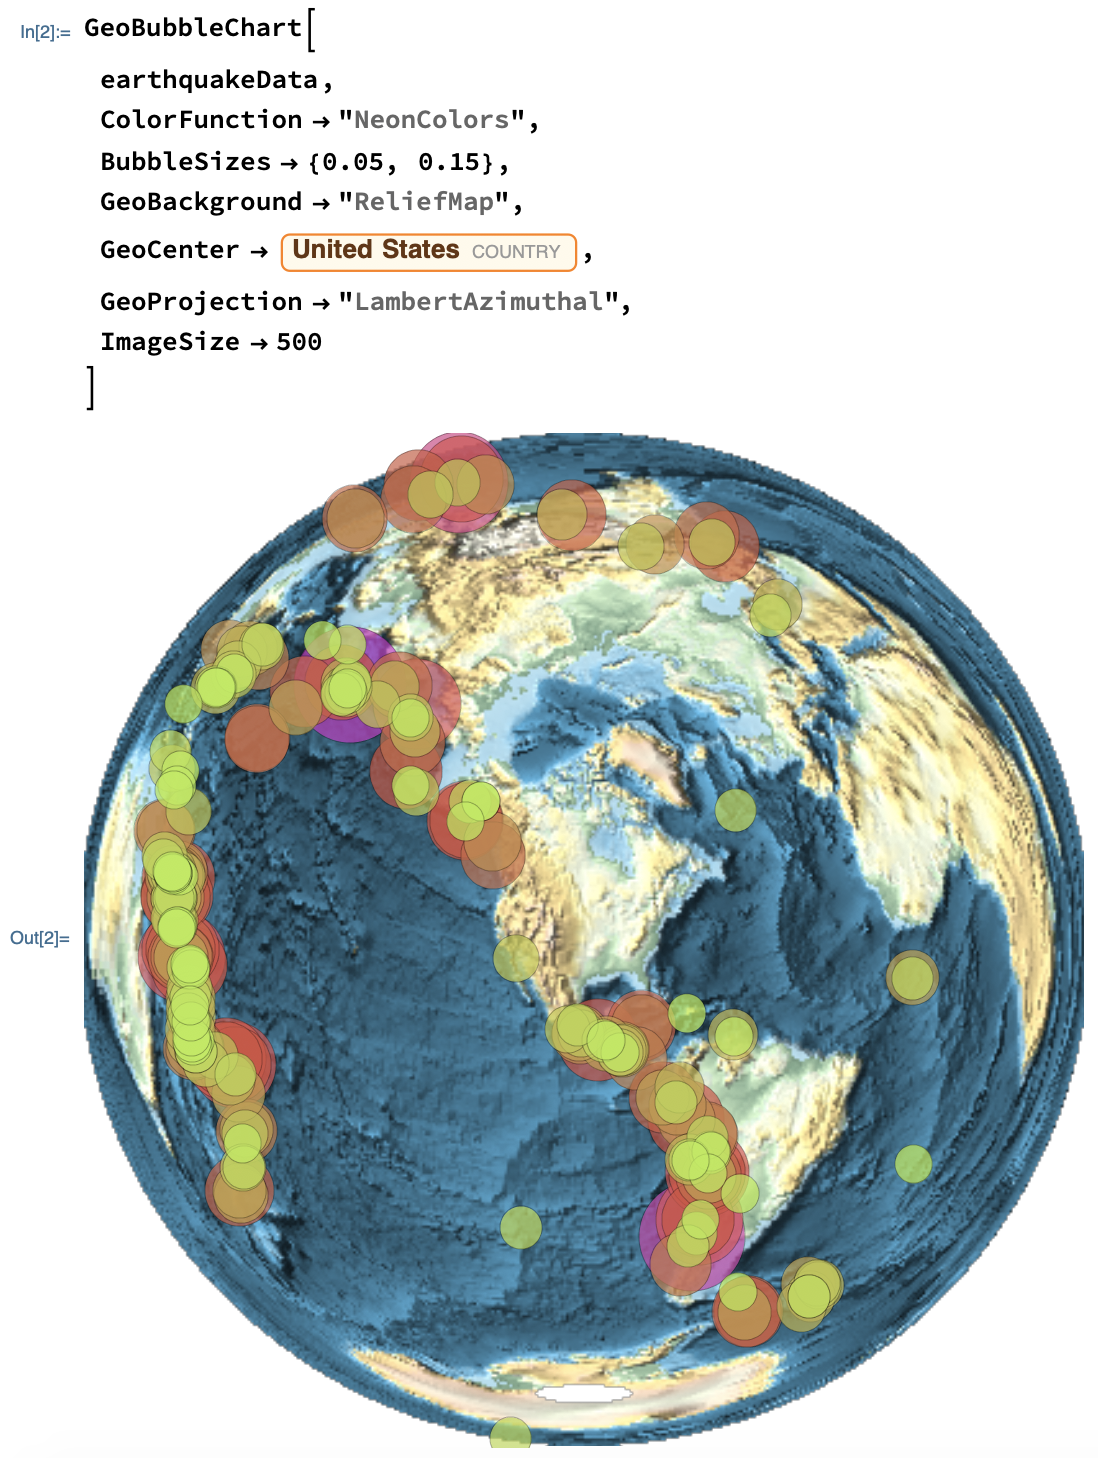 In[2]:= GeoBubbleChart[
earthquakeData,
ColorFunction → "NeonColors",
BubbleSizes → {0.05, 0.15},
GeoBackground → "ReliefMap",
GeoCenter → United States COUNTRY ,
GeoProjection → "LambertAzimuthal",
ImageSize → 500
]
Out[2]=